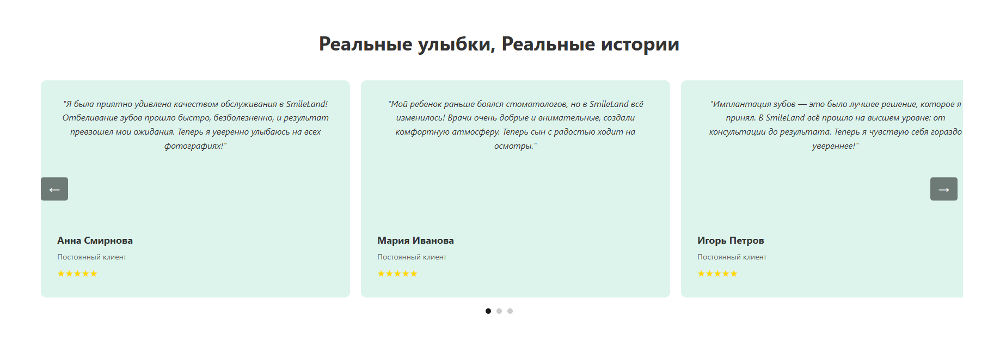 Реальные улыбки, Реальные истории
"Я была приятно удивлена качеством обслуживания в SmileLand!
Отбеливание зубов прошло быстро, безболезненно, и результат
превзошел мои ожидания. Теперь я уверенно улыбаюсь на всех
фотографиях!"
Анна Смирнова
Постоянный клиент
★★★★★
"Мой ребенок раньше боялся стоматологов, но в SmileLand всё
изменилось! Врачи очень добрые и внимательные, создали
комфортную атмосферу. Теперь сын с радостью ходит на
осмотры."
Мария Иванова
Постоянный клиент
★★★★★
"Имплантация зубов — это было лучшее решение, которое я
принял. В SmileLand всё прошло на высшем уровне: от
консультации до результата. Теперь я чувствую себя гораздо
увереннее!"
Игорь Петров
Постоянный клиент
★★★★★
← →